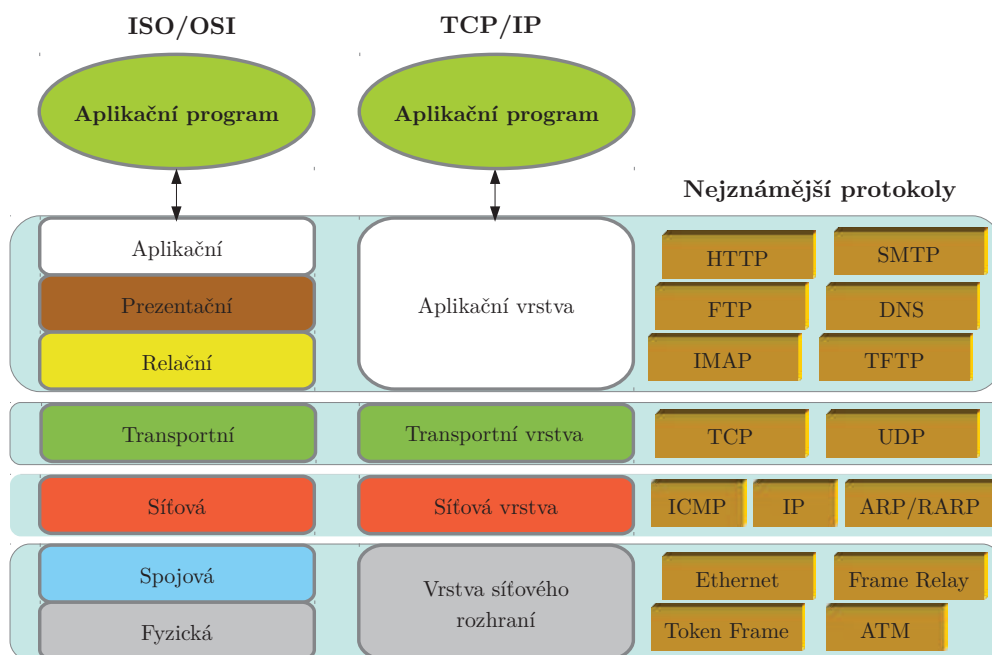 ISO/OSI
TCP/IP
Aplikační program
Aplikační program
Nejznámější protokoly
Aplikační
Prezentační
Relační
Aplikační vrstva
HTTP
SMTP
FTP
DNS
IMAP
TFTP
Transportní
Transportní vrstva
TCP
UDP
Síťová
Síťová vrstva
ICMP
IP
ARP/RARP
Spojová
Fyzická
Vrstva síťového
rozhraní
Ethernet
Frame Relay
Token Frame
ATM